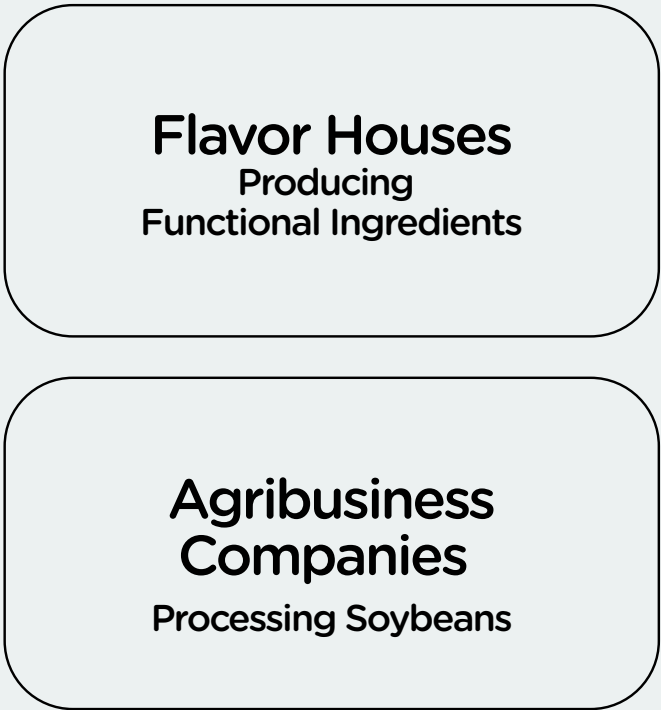 Flavor Houses
Producing
Functional Ingredients
Agribusiness
Companies
Processing Soybeans